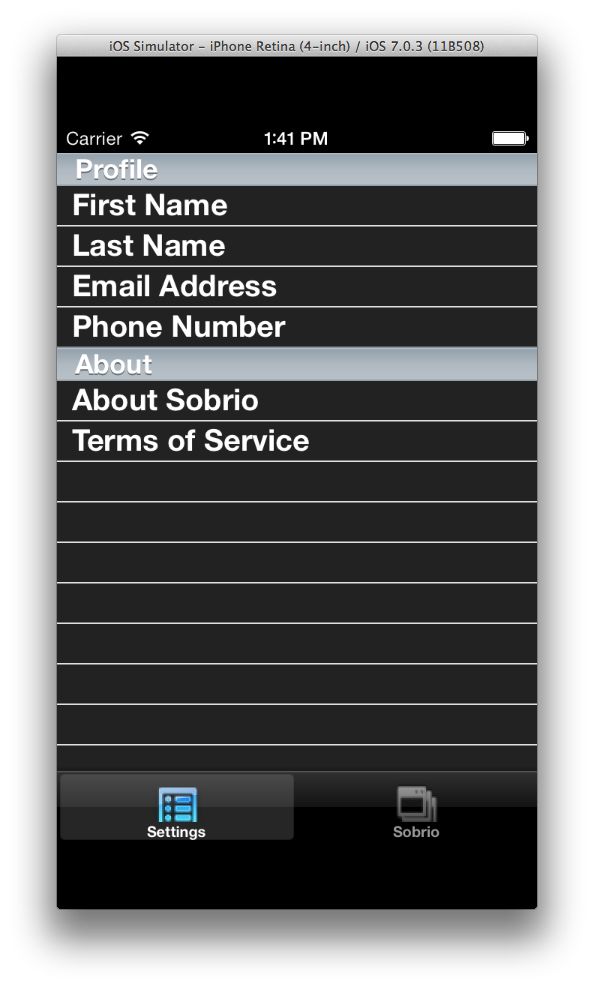 iOS Simulator – iPhone Retina (4-inch) / iOS 7.0.3 (11B508)
Carrier 1:41 PM
Profile
First Name
Last Name
Email Address
Phone Number
About
About Sobrio
Terms of Service
Settings Sobrio